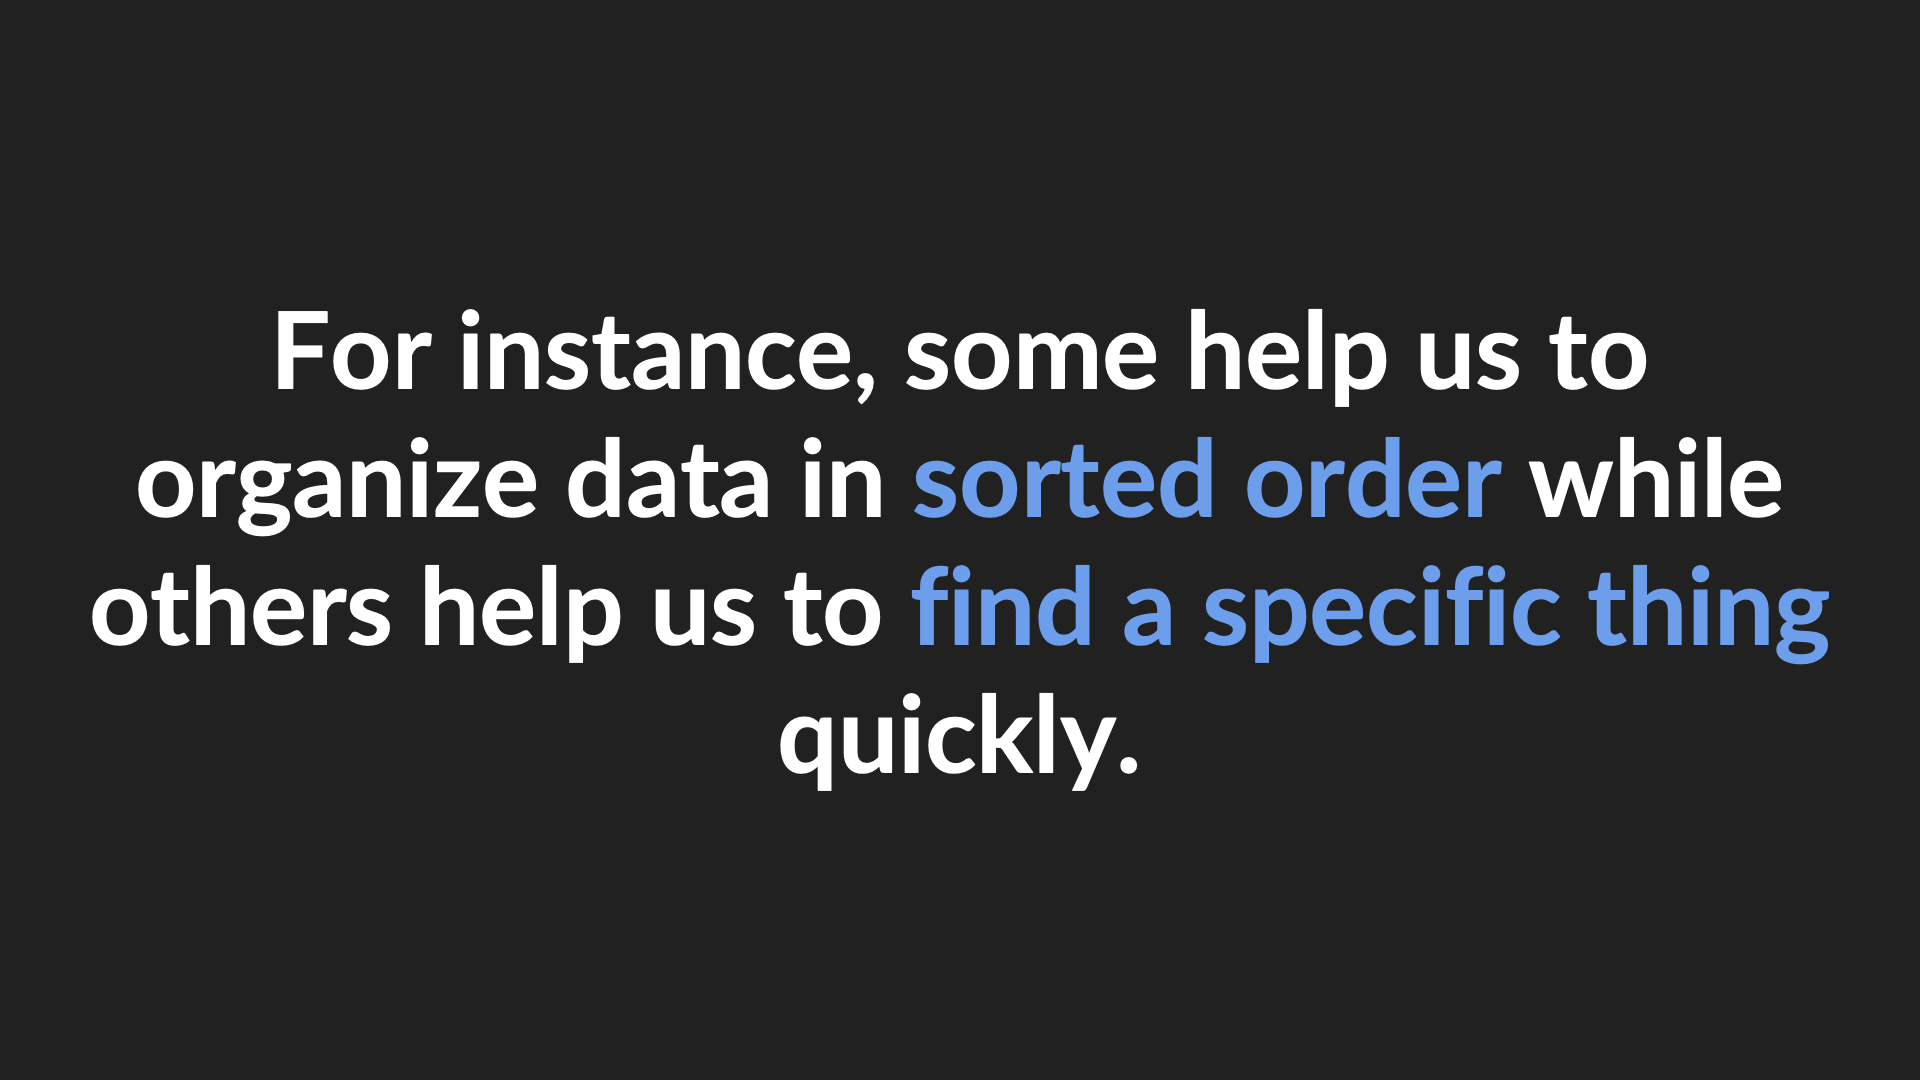 For instance, some help us to
organize data in sorted order while
others help us to find a specific thing
quickly.